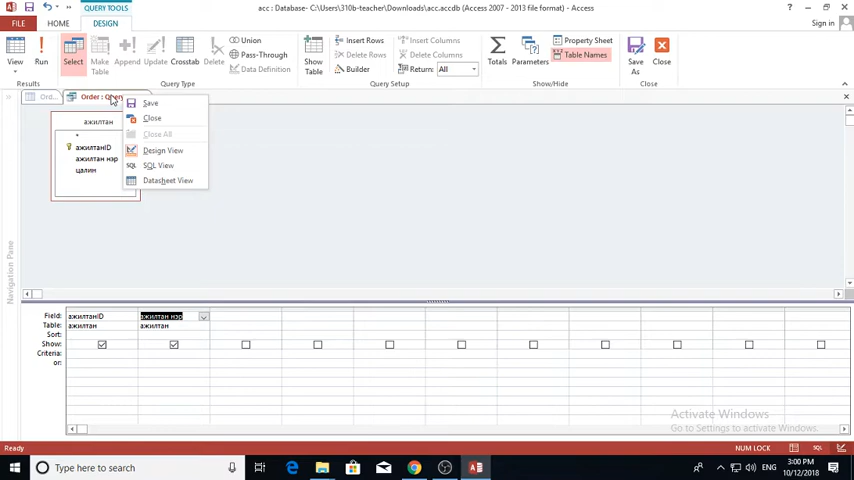 acc : Database- C:\Users\310b-teacher\Downloads\acc.accdb (Access 2007 - 2013 file format) - Access
QUERY TOOLS
Sign in
FILE HOME DESIGN
View
Run
Select
Make Table
Append
Update
Crosstab
Delete
Union
Pass-Through
Data Definition
Show Table
Insert Rows
Delete Rows
Builder
Insert Columns
Delete Columns
Return: All
Totals
Parameters
Property Sheet
Table Names
Save As
Close
Results
Query Type
Query Setup
Show/Hide
Close
Ord...
Order : Query
Save
Close
Close All
Design View
SQL View
Datasheet View
ажилтан
*
ажилтанID
ажилтан нэр
цалин
Navigation Pane
Field: ажилтанID ажилтан нэр
Table: ажилтан ажилтан
Sort:
Show:
Criteria:
or:
Activate Windows
Go to Settings to activate Windows.
Ready
NUM LOCK
SQL
Type here to search
ENG
3:00 PM
10/12/2018